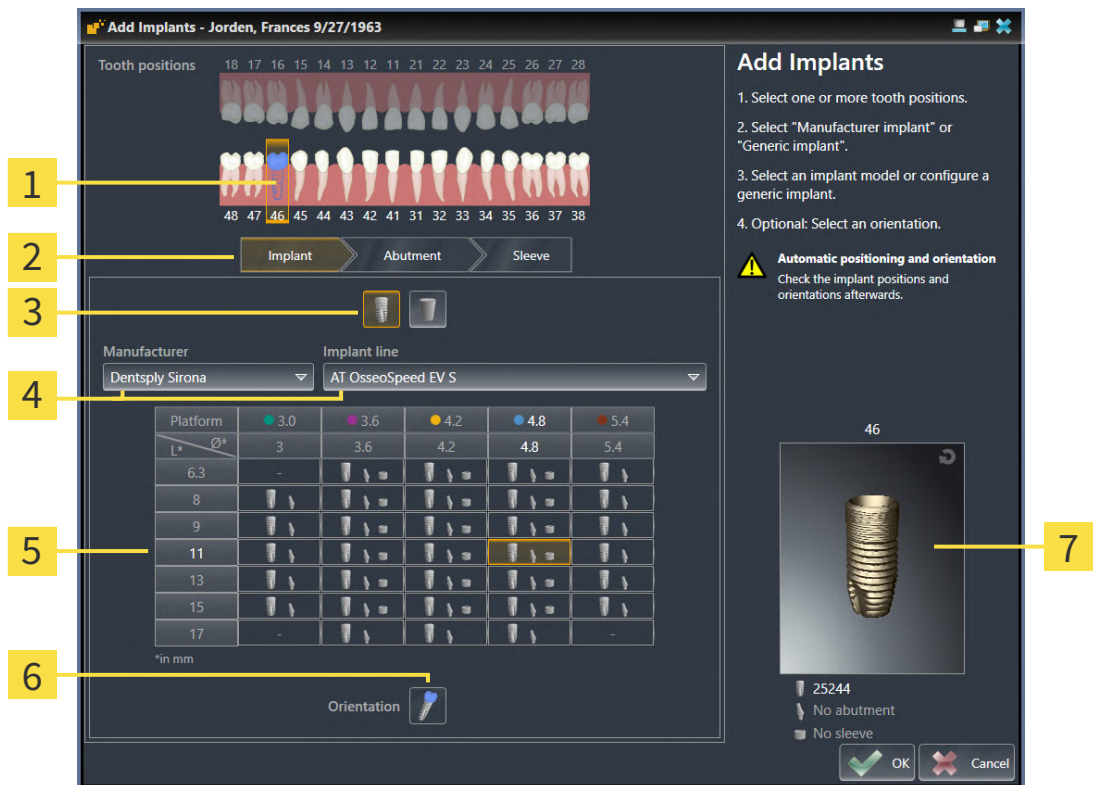 Add Implants - Jorden, Frances 9/27/1963
Tooth positions
18 17 16 15 14 13 12 11 21 22 23 24 25 26 27 28
48 47 46 45 44 43 42 41 31 32 33 34 35 36 37 38
1
2
Implant Abutment Sleeve
3
Manufacturer Implant line
Dentsply Sirona AT OsseoSpeed EV S
4
Platform 3.0 3.6 4.2 4.8 5.4
L* Ø* 3 3.6 4.2 4.8 5.4
6.3 -
8
9
5
11
13
15
17 - -
*in mm
6
Orientation
Add Implants
1. Select one or more tooth positions.
2. Select "Manufacturer implant" or
"Generic implant".
3. Select an implant model or configure a
generic implant.
4. Optional: Select an orientation.
Automatic positioning and orientation
Check the implant positions and
orientations afterwards.
46
7
25244
No abutment
No sleeve
OK Cancel